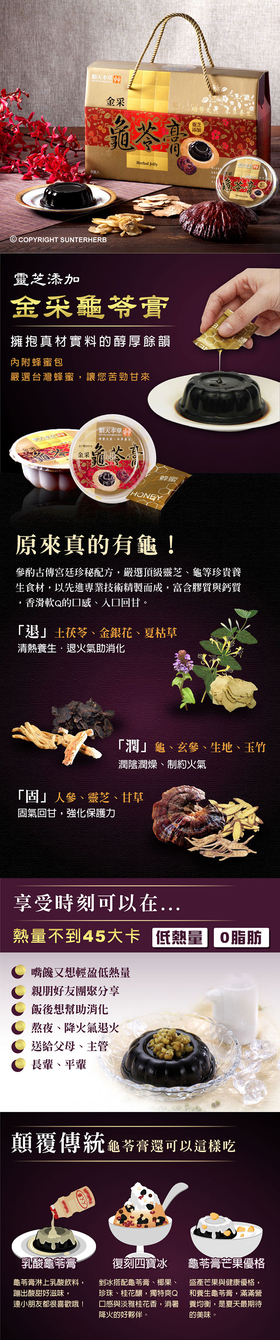 順天本草
金采
龜苓膏
Herbal Jelly
© COPYRIGHT SUNTERHERB
靈芝添加
金采龜苓膏
擁抱真材實料的醇厚餘韻
內附蜂蜜包
嚴選台灣蜂蜜，讓您苦勁甘來
順天本草
金采
龜苓膏
蜂蜜
HONEY
原來真的有龜！
參酌古傳宮廷珍秘配方，嚴選頂級靈芝、龜等珍貴養
生食材，以先進專業技術精製而成，富含膠質與鈣質
，香滑軟Q的口感、入口回甘。
「退」土茯苓、金銀花、夏枯草
清熱養生，退火氣助消化
「潤」龜、玄參、生地、玉竹
潤陰潤燥、制約火氣
「固」人參、靈芝、甘草
固氣回甘，強化保護力
享受時刻可以在...
熱量不到45大卡 低熱量 0脂肪
嘴饞又想輕盈低熱量
親朋好友團聚分享
飯後想幫助消化
熬夜、降火氣退火
送給父母、主管
長輩、平輩
顛覆傳統 龜苓膏還可以這樣吃
乳酸龜苓膏
龜苓膏淋上乳酸飲料，
蹦出酸甜好滋味，
連小朋友都很喜歡哦！
復刻四寶冰
剉冰搭配龜苓膏、椰果、
珍珠、桂花釀，獨特爽Q
口感與淡雅桂花香，消暑
降火的好夥伴。
龜苓膏芒果優格
盛產芒果與健康優格，
和養生龜苓膏，滿滿營
養均衡，是夏天最期待
的美味。